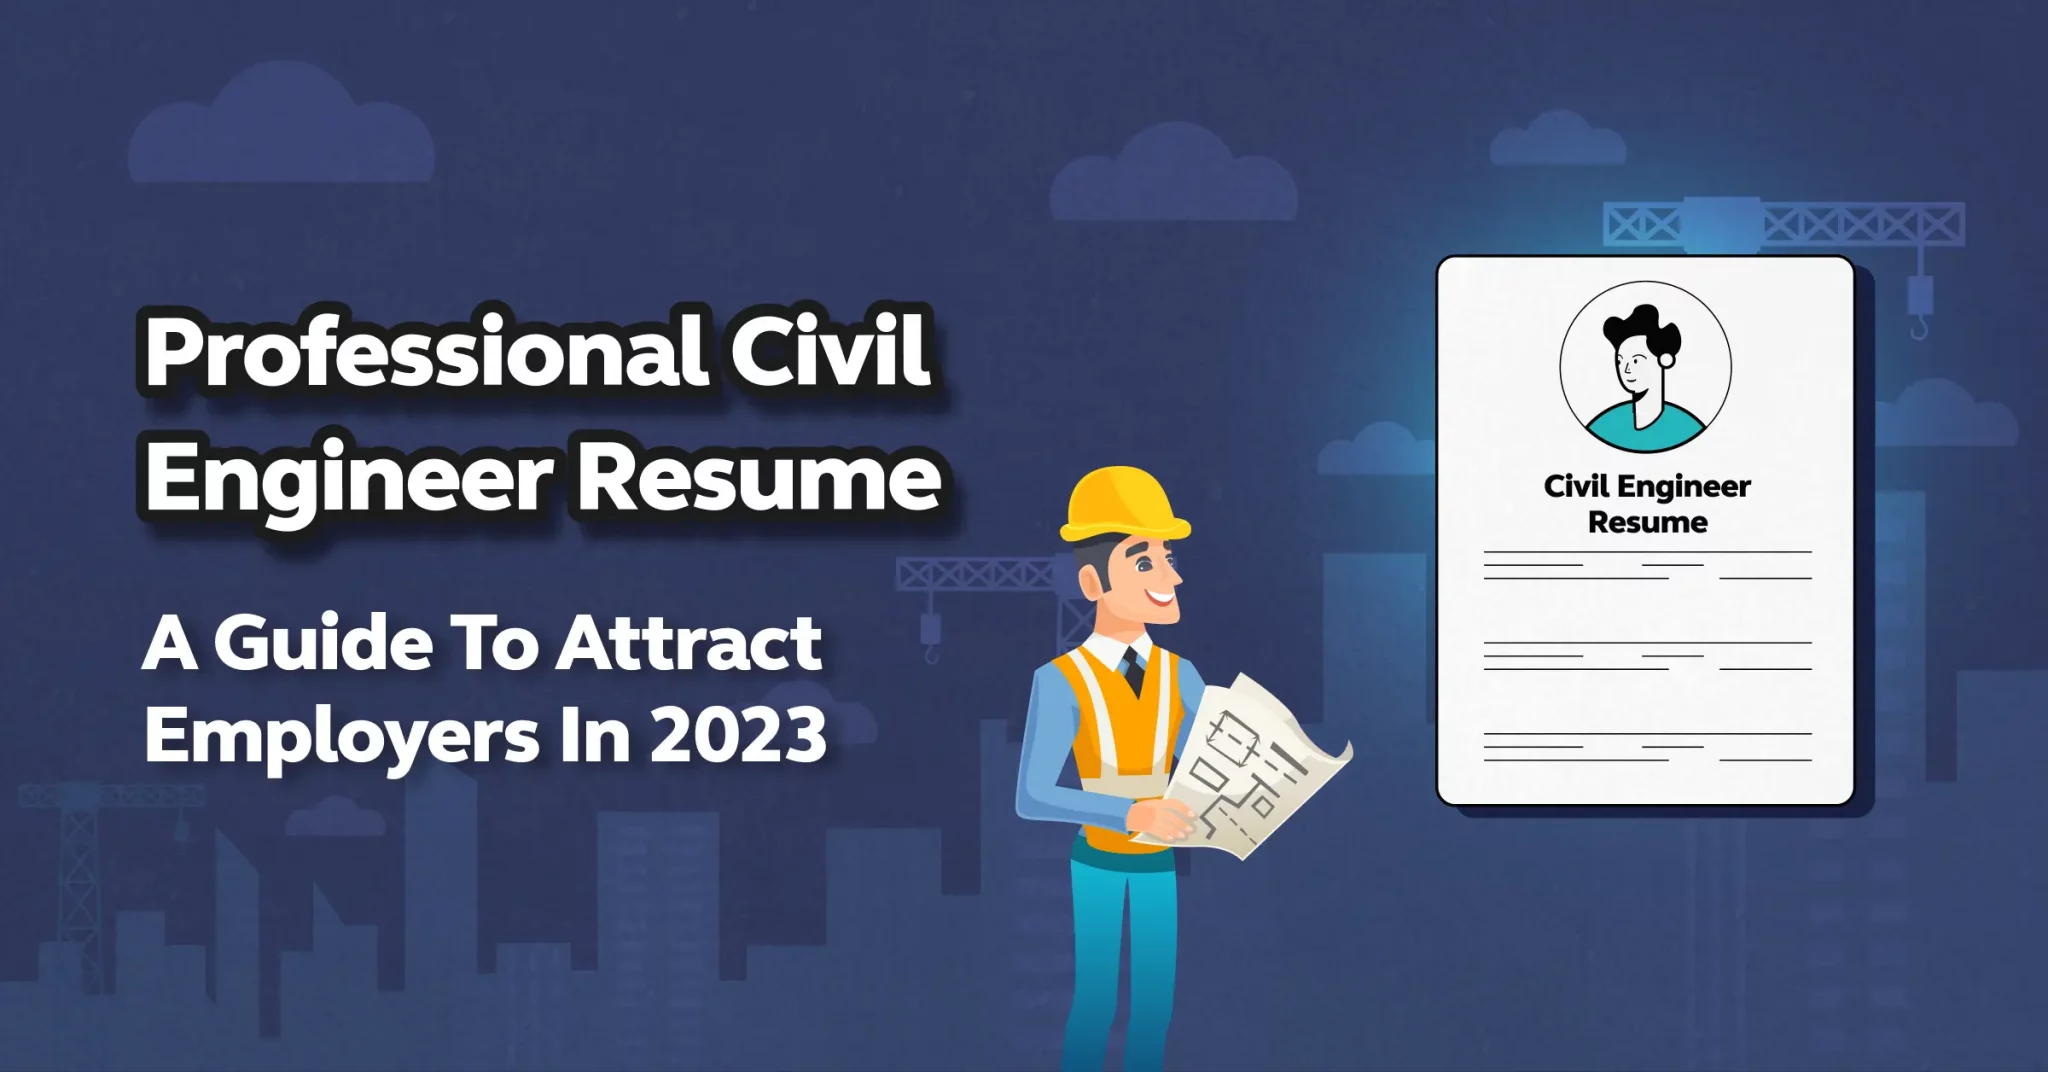 Professional Civil
Engineer Resume
A Guide To Attract
Employers In 2023
Civil Engineer
Resume